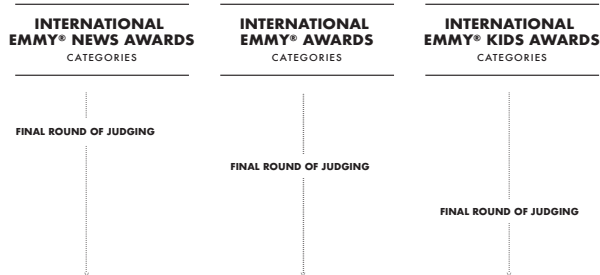 INTERNATIONAL
EMMY® NEWS AWARDS
CATEGORIES
INTERNATIONAL
EMMY® AWARDS
CATEGORIES
INTERNATIONAL
EMMY® KIDS AWARDS
CATEGORIES
FINAL ROUND OF JUDGING
FINAL ROUND OF JUDGING
FINAL ROUND OF JUDGING